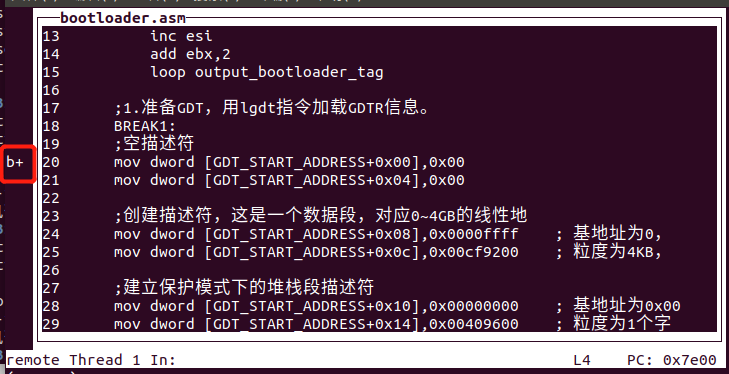 bootloader.asm
13 inc esi
14 add ebx,2
15 loop output_bootloader_tag
16
17 ;1.准备GDT，用lgdt指令加载GDTR信息。
18 BREAK1:
19 ;空描述符
b+ 20 mov dword [GDT_START_ADDRESS+0x00],0x00
21 mov dword [GDT_START_ADDRESS+0x04],0x00
22
23 ;创建描述符，这是一个数据段，对应0~4GB的线性地
24 mov dword [GDT_START_ADDRESS+0x08],0x0000ffff ; 基地址为0，
25 mov dword [GDT_START_ADDRESS+0x0c],0x00cf9200 ; 粒度为4KB，
26
27 ;建立保护模式下的堆栈段描述符
28 mov dword [GDT_START_ADDRESS+0x10],0x00000000 ; 基地址为0x00
29 mov dword [GDT_START_ADDRESS+0x14],0x00409600 ; 粒度为1个字
remote Thread 1 In: L4 PC: 0x7e00